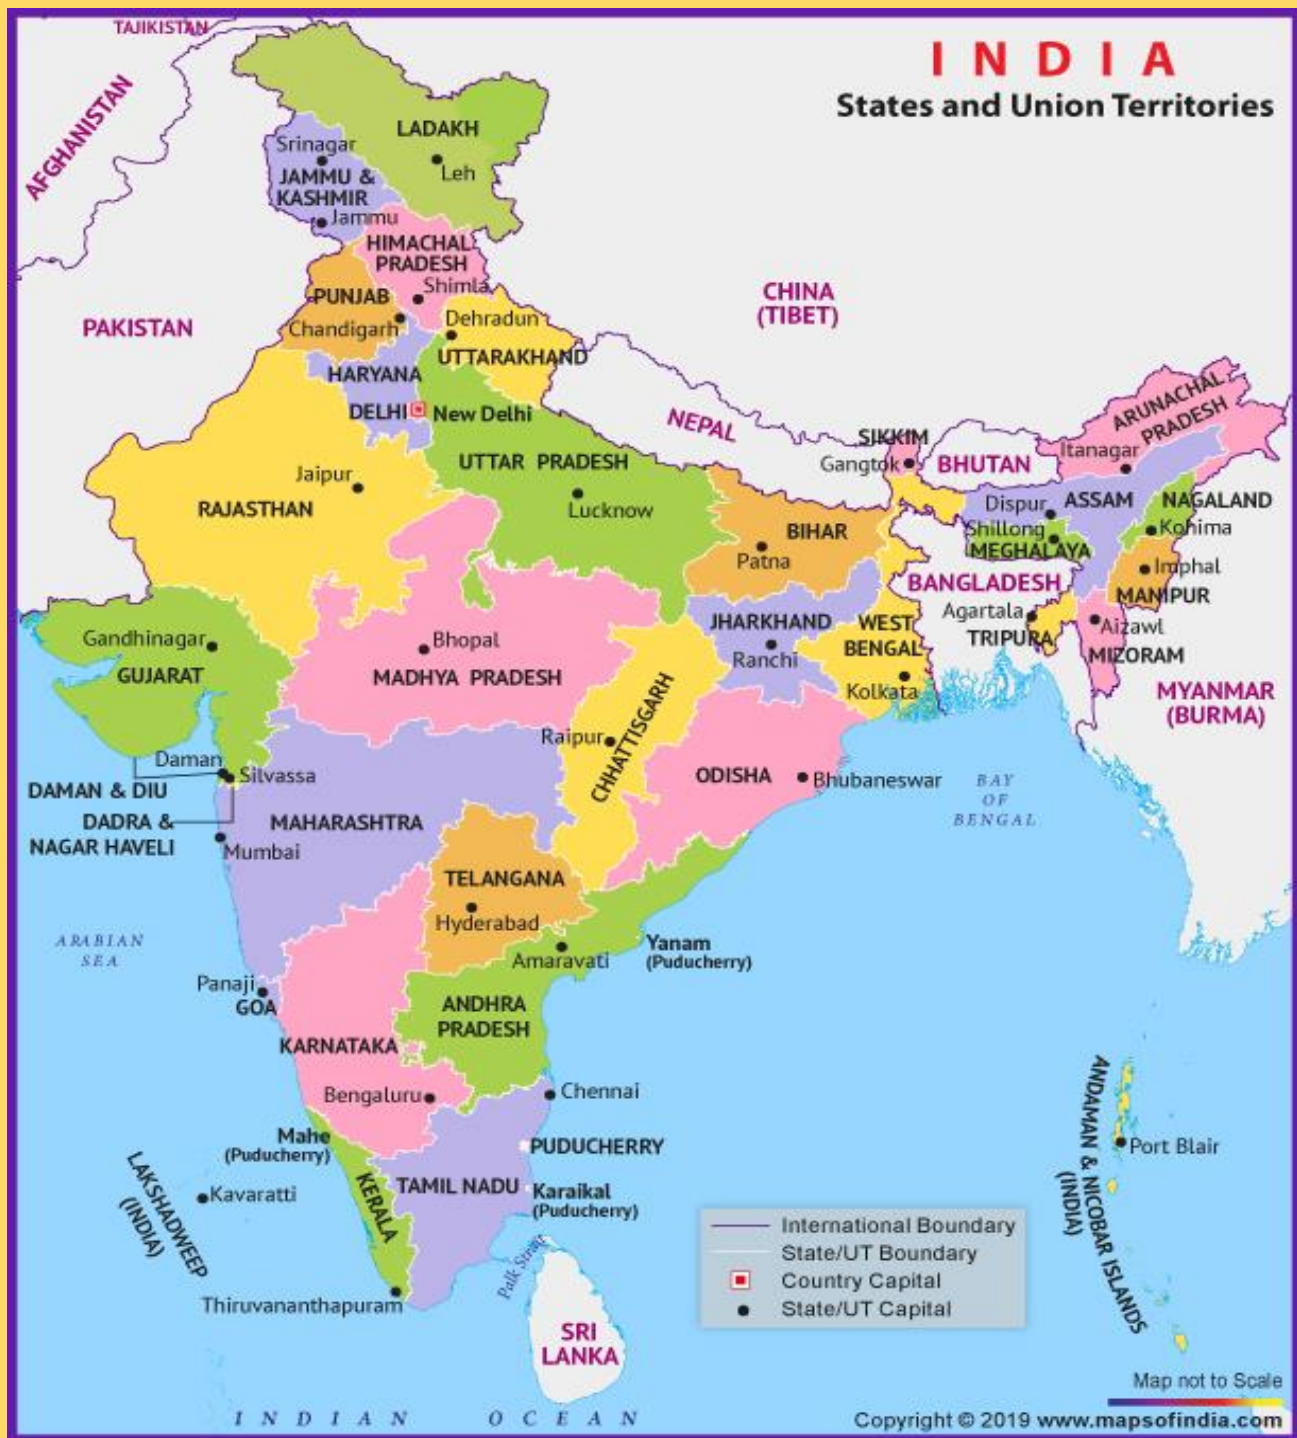 TAJIKISTAN
INDIA
States and Union Territories
AFGHANISTAN
LADAKH
Srinagar
Leh
JAMMU &
KASHMIR
Jammu
HIMACHAL
PRADESH
Shimla
CHINA
(TIBET)
PUNJAB
Chandigarh
Dehradun
PAKISTAN
UTTARAKHAND
HARYANA
DELHI
New Delhi
NEPAL
SIKKIM
Gangtok
BHUTAN
ARUNACHAL
PRADESH
Itanagar
UTTAR PRADESH
Jaipur
Lucknow
RAJASTHAN
Dispur
ASSAM
NAGALAND
Shillong
Kohima
MEGHALAYA
BIHAR
Patna
Imphal
BANGLADESH
MANIPUR
Agartala
TRIPURA
Aizawl
MIZORAM
JHARKHAND
Ranchi
WEST
BENGAL
Kolkata
Gandhinagar
GUJARAT
Bhopal
MADHYA PRADESH
MYANMAR
(BURMA)
CHHATTISGARH
Raipur
ODISHA
Bhubaneswar
BAY
OF
BENGAL
Daman
Silvassa
DAMAN & DIU
DADRA &
NAGAR HAVELI
MAHARASHTRA
Mumbai
TELANGANA
Hyderabad
ARABIAN
SEA
Amaravati
Yanam
(Puducherry)
Panaji
GOA
ANDHRA
PRADESH
KARNATAKA
Bengaluru
Chennai
Mahe
(Puducherry)
PUDUCHERRY
LAKSHADWEEP
(INDIA)
Kavaratti
KERALA
TAMIL NADU
Karaikal
(Puducherry)
ANDAMAN & NICOBAR ISLANDS
(INDIA)
Port Blair
Palk Strait
Thiruvananthapuram
SRI
LANKA
International Boundary
State/UT Boundary
Country Capital
State/UT Capital
Map not to Scale
INDIAN OCEAN
Copyright © 2019 www.mapsofindia.com